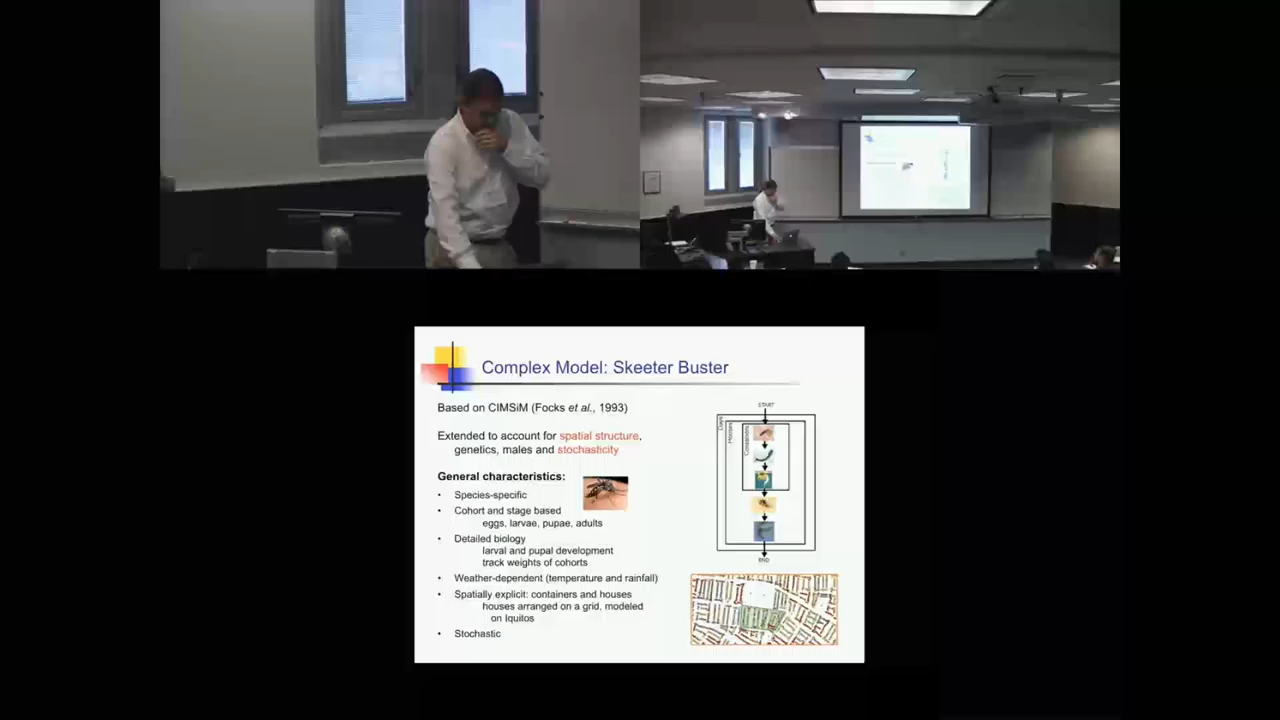 Complex Model: Skeeter Buster
Based on CIMSiM (Focks et al., 1993)
Extended to account for spatial structure,
genetics, males and stochasticity
General characteristics:
• Species-specific
• Cohort and stage based
eggs, larvae, pupae, adults
• Detailed biology
larval and pupal development
track weights of cohorts
• Weather-dependent (temperature and rainfall)
• Spatially explicit: containers and houses
houses arranged on a grid, modeled
on Iquitos
• Stochastic
START
Days
Houses
Containers
END